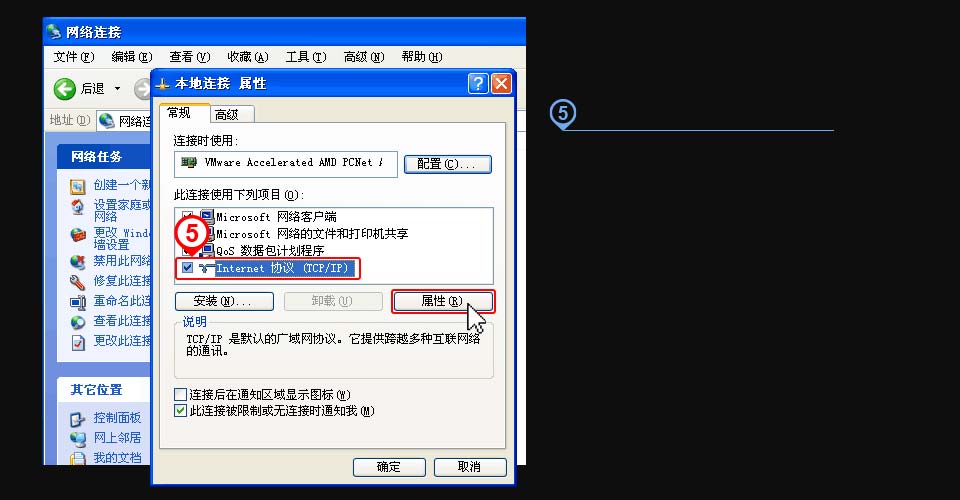 网络连接
文件(F) 编辑(E) 查看(V) 收藏(A) 工具(T) 高级(N) 帮助(H)
后退
地址(D) 网络连
网络任务
创建一个新
设置家庭或
网络
更改 Wind
墙设置
禁用此网络
修复此连接
重命名此连
查看此连接
更改此连接
其它位置
控制面板
网上邻居
我的文档
本地连接 属性
常规 高级
连接时使用:
VMware Accelerated AMD PCNet
配置(C)...
此连接使用下列项目(O):
Microsoft 网络客户端
Microsoft 网络的文件和打印机共享
QoS 数据包计划程序
Internet 协议 (TCP/IP)
5
安装(N)... 卸载(U) 属性(R)
说明
TCP/IP 是默认的广域网协议。它提供跨越多种互联网络
的通讯。
连接后在通知区域显示图标(W)
此连接被限制或无连接时通知我(M)
确定 取消
5